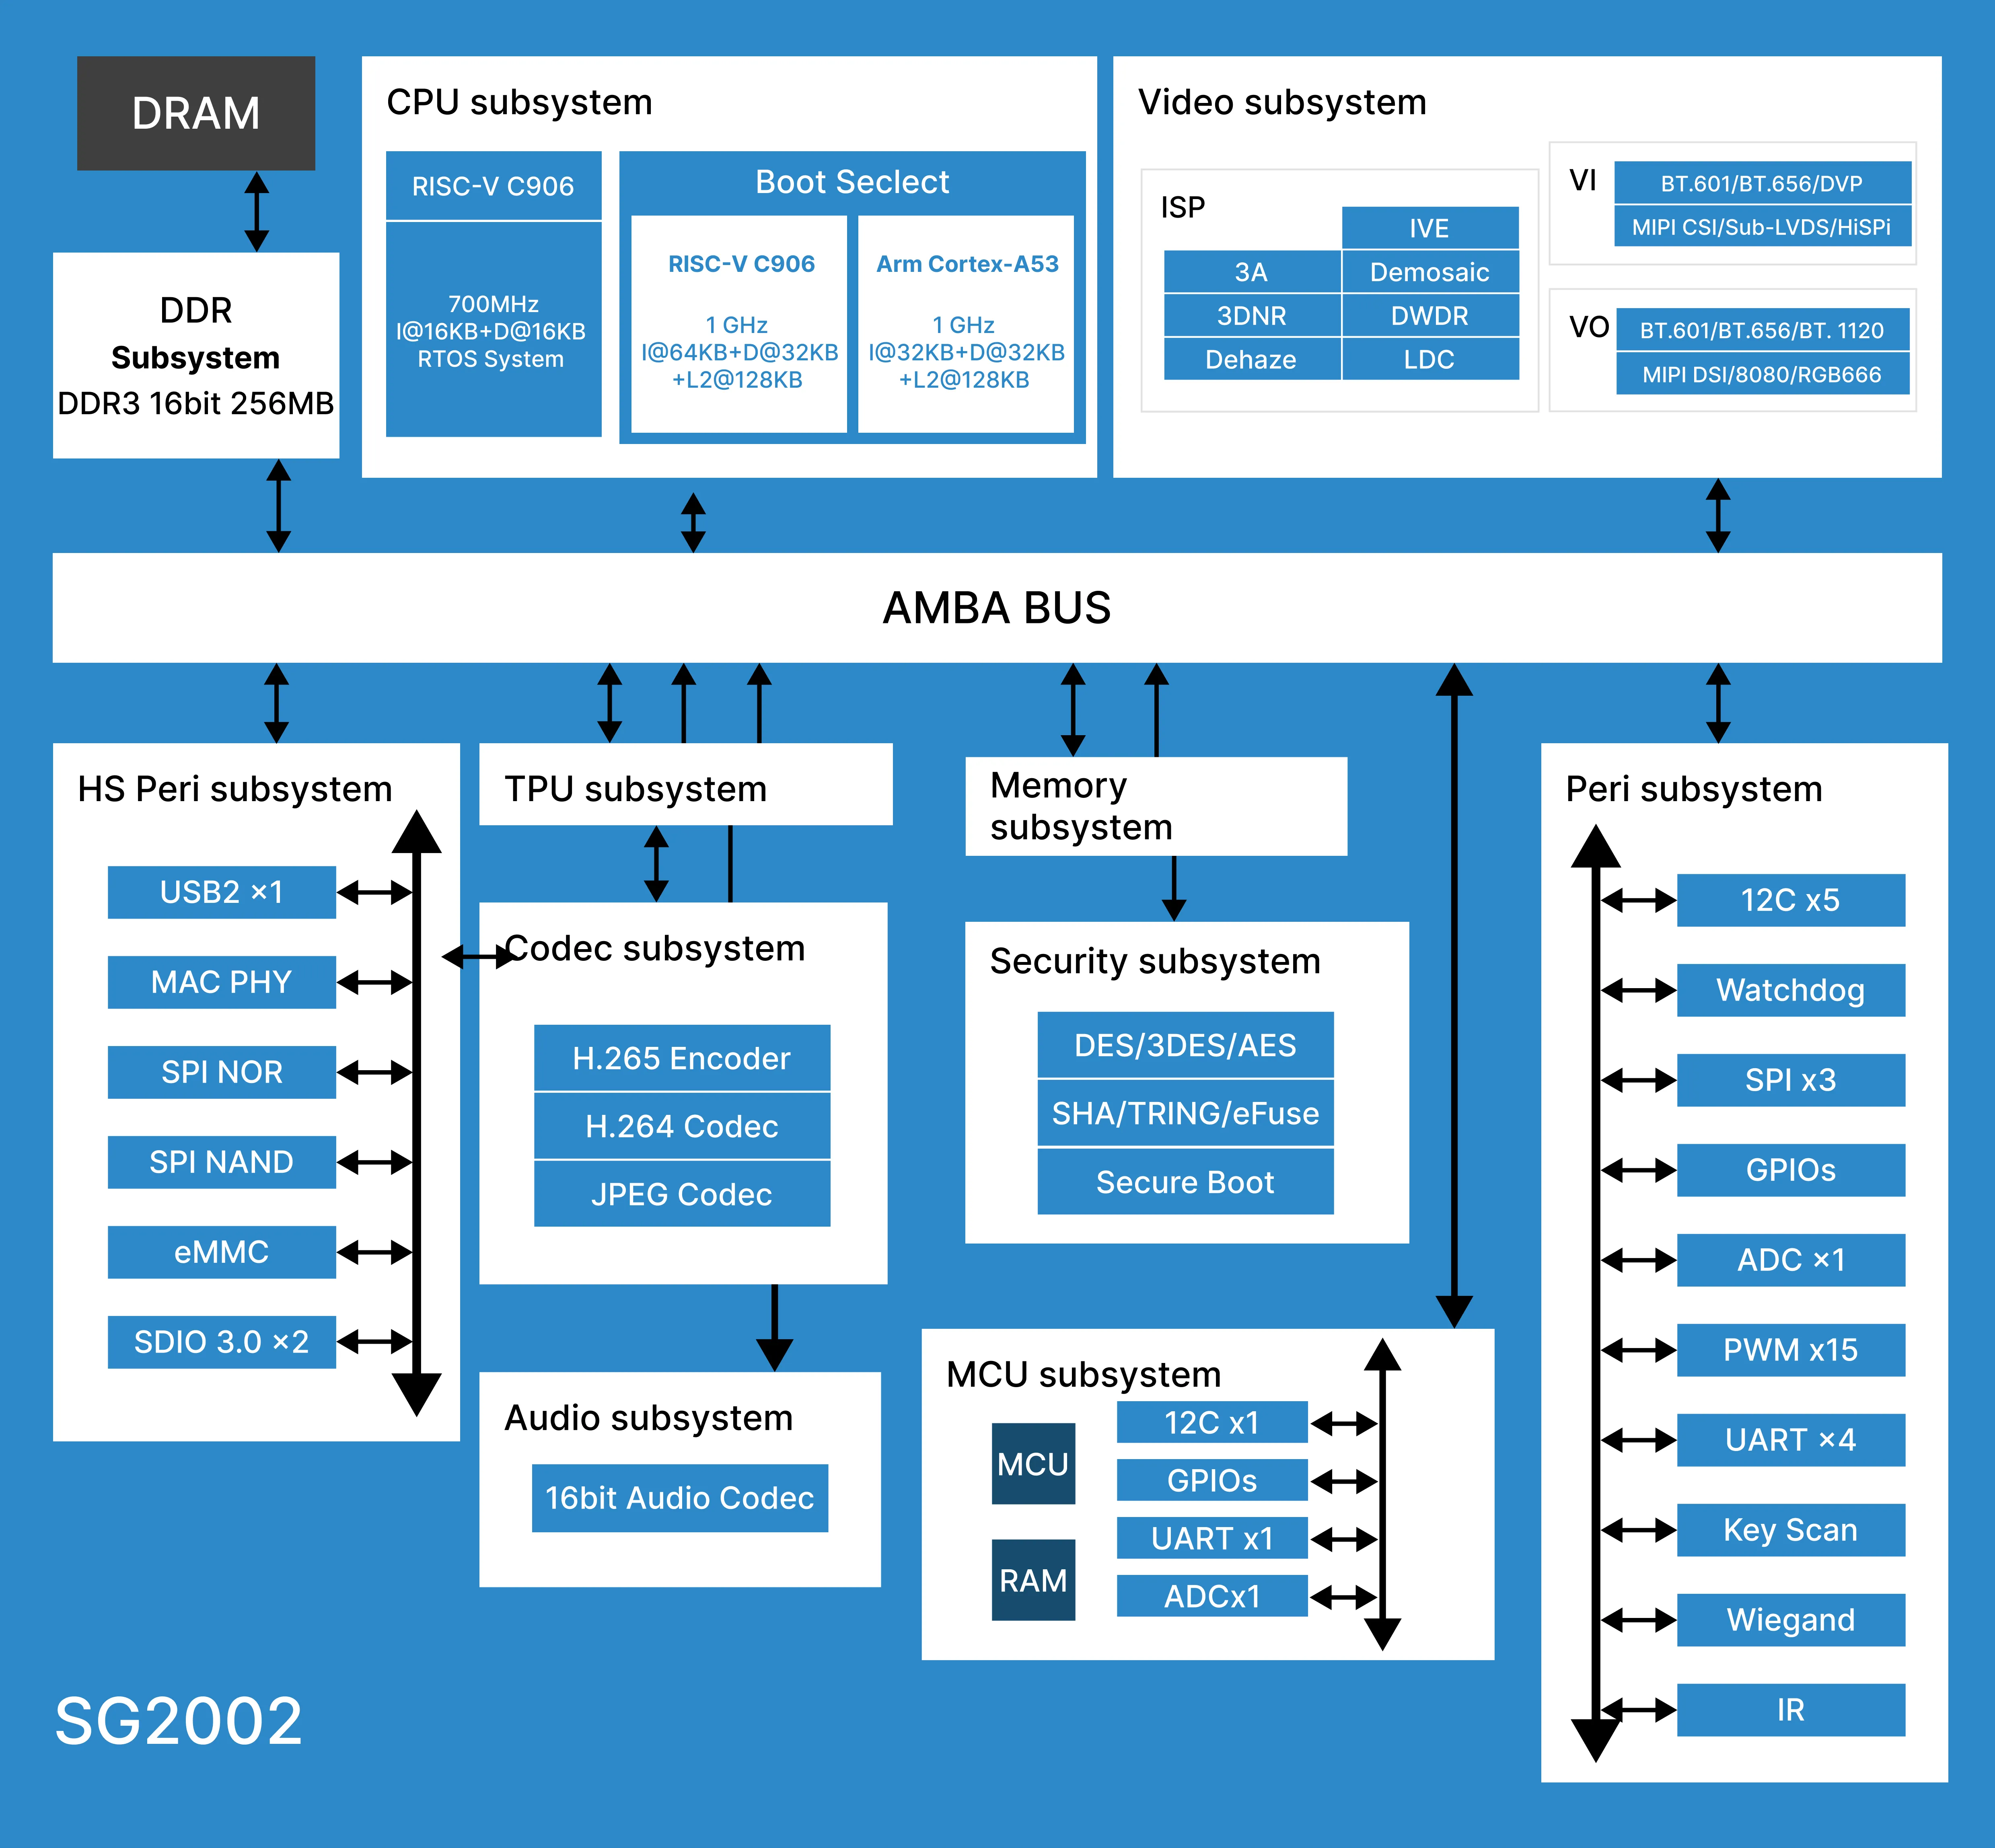 DRAM
DDR
Subsystem
DDR3 16bit 256MB
CPU subsystem
RISC-V C906
700MHz
I@16KB+D@16KB
RTOS System
Boot Seclect
RISC-V C906
1 GHz
I@64KB+D@32KB
+L2@128KB
Arm Cortex-A53
1 GHz
I@32KB+D@32KB
+L2@128KB
Video subsystem
ISP
IVE
3A
Demosaic
3DNR
DWDR
Dehaze
LDC
VI
BT.601/BT.656/DVP
MIPI CSI/Sub-LVDS/HiSPi
VO
BT.601/BT.656/BT. 1120
MIPI DSI/8080/RGB666
AMBA BUS
HS Peri subsystem
USB2 ×1
MAC PHY
SPI NOR
SPI NAND
eMMC
SDIO 3.0 ×2
TPU subsystem
Codec subsystem
H.265 Encoder
H.264 Codec
JPEG Codec
Audio subsystem
16bit Audio Codec
Memory
subsystem
Security subsystem
DES/3DES/AES
SHA/TRING/eFuse
Secure Boot
MCU subsystem
MCU
RAM
12C x1
GPIOs
UART x1
ADCx1
Peri subsystem
12C x5
Watchdog
SPI x3
GPIOs
ADC ×1
PWM x15
UART ×4
Key Scan
Wiegand
IR
SG2002